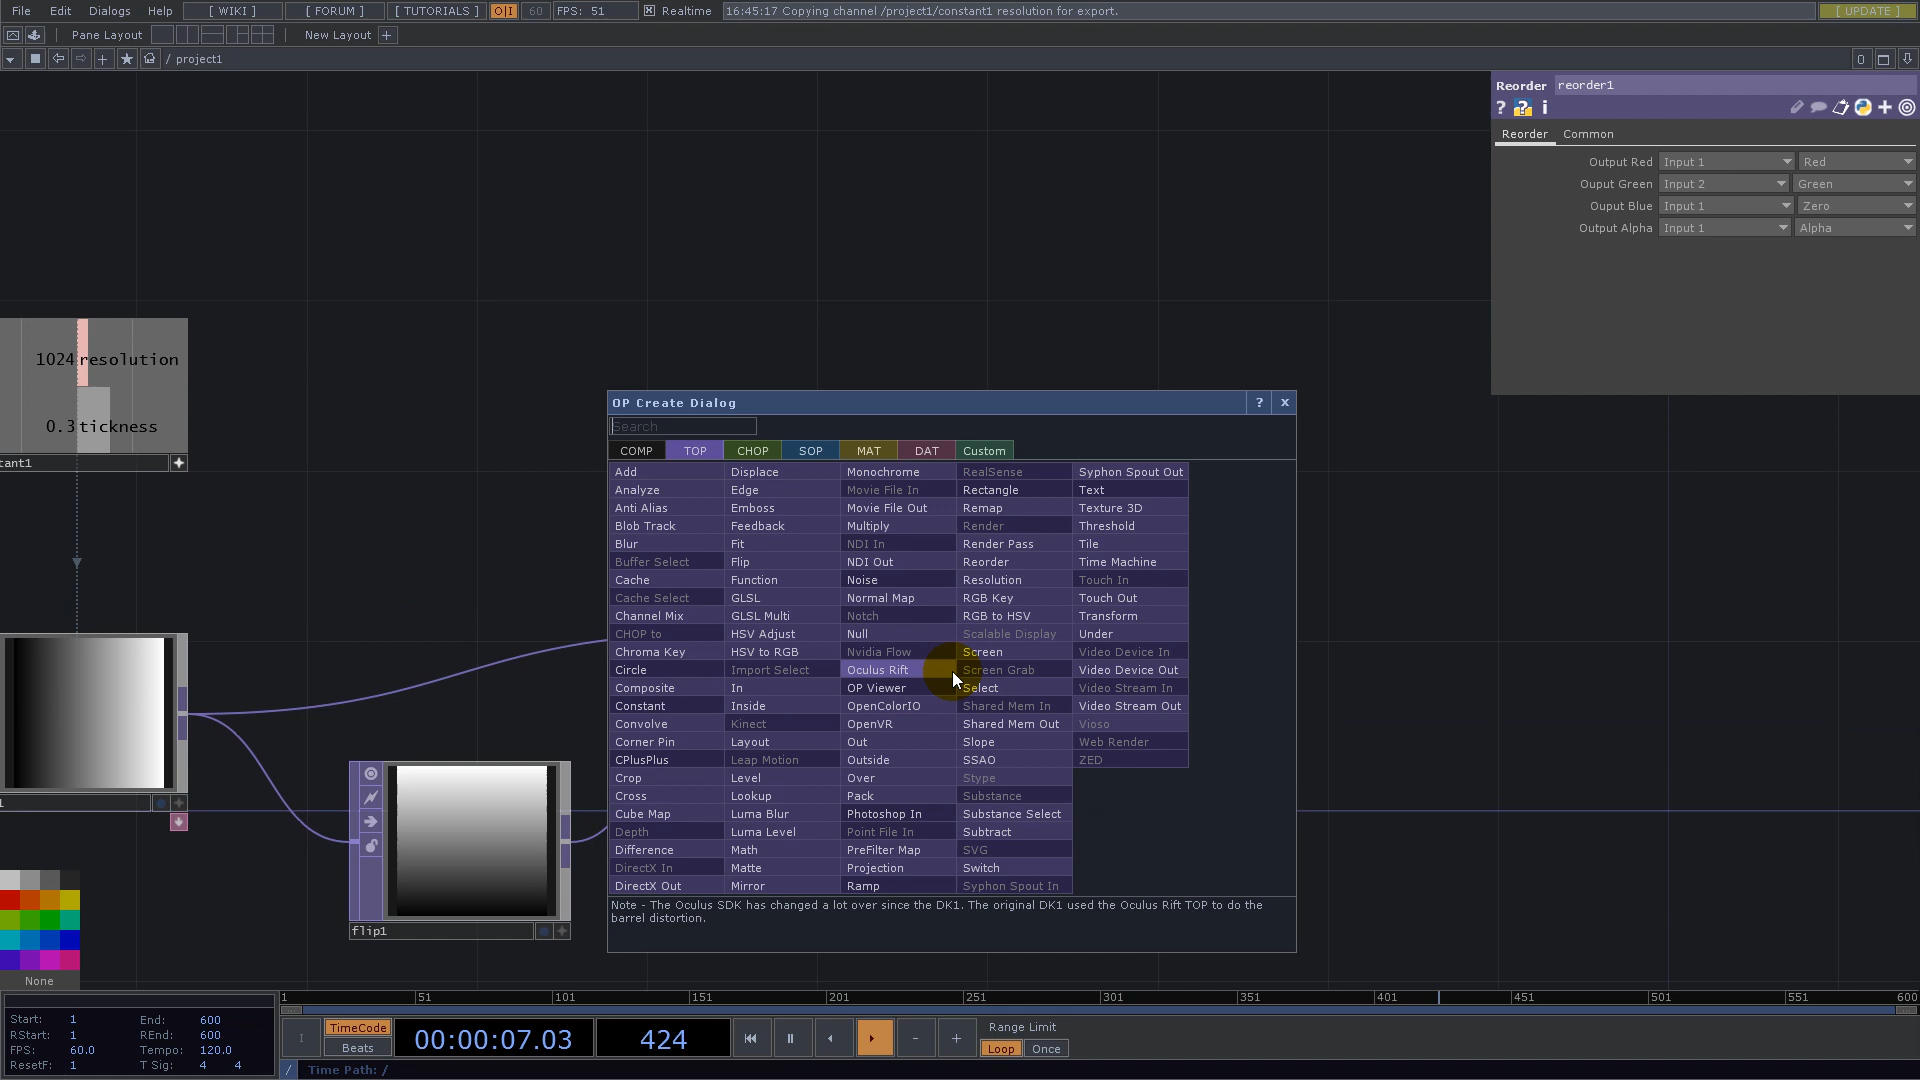 File Edit Dialogs Help [ WIKI ] [ FORUM ] [ TUTORIALS ] O|I 60 FPS: 51 Realtime 16:45:17 Copying channel /project1/constant1 resolution for export. [ UPDATE ]
Pane Layout New Layout +
/ project1 0
Reorder reorder1
Reorder Common
Output Red Input 1 Red
Ouput Green Input 2 Green
Ouput Blue Input 1 Zero
Output Alpha Input 1 Alpha
1024 resolution
0.3 tickness
tant1
OP Create Dialog ? x
Search
COMP TOP CHOP SOP MAT DAT Custom
Add Displace Monochrome RealSense Syphon Spout Out
Analyze Edge Movie File In Rectangle Text
Anti Alias Emboss Movie File Out Remap Texture 3D
Blob Track Feedback Multiply Render Threshold
Blur Fit NDI In Render Pass Tile
Buffer Select Flip NDI Out Reorder Time Machine
Cache Function Noise Resolution Touch In
Cache Select GLSL Normal Map RGB Key Touch Out
Channel Mix GLSL Multi Notch RGB to HSV Transform
CHOP to HSV Adjust Null Scalable Display Under
Chroma Key HSV to RGB Nvidia Flow Screen Video Device In
Circle Import Select Oculus Rift Screen Grab Video Device Out
Composite In OP Viewer Select Video Stream In
Constant Inside OpenColorIO Shared Mem In Video Stream Out
Convolve Kinect OpenVR Shared Mem Out Vioso
Corner Pin Layout Out Slope Web Render
CPlusPlus Leap Motion Outside SSAO ZED
Crop Level Over Stype
Cross Lookup Pack Substance
Cube Map Luma Blur Photoshop In Substance Select
Depth Luma Level Point File In Subtract
Difference Math PreFilter Map SVG
DirectX In Matte Projection Switch
DirectX Out Mirror Ramp Syphon Spout In
Note - The Oculus SDK has changed a lot over since the DK1. The original DK1 used the Oculus Rift TOP to do the
barrel distortion.
1
flip1
None
1 51 101 151 201 251 301 351 401 451 501 551 600
Start: 1 End: 600
RStart: 1 REnd: 600
FPS: 60.0 Tempo: 120.0
ResetF: 1 T Sig: 4 4
I TimeCode Beats 00:00:07.03 424 - + Range Limit
Loop Once
/ Time Path: /